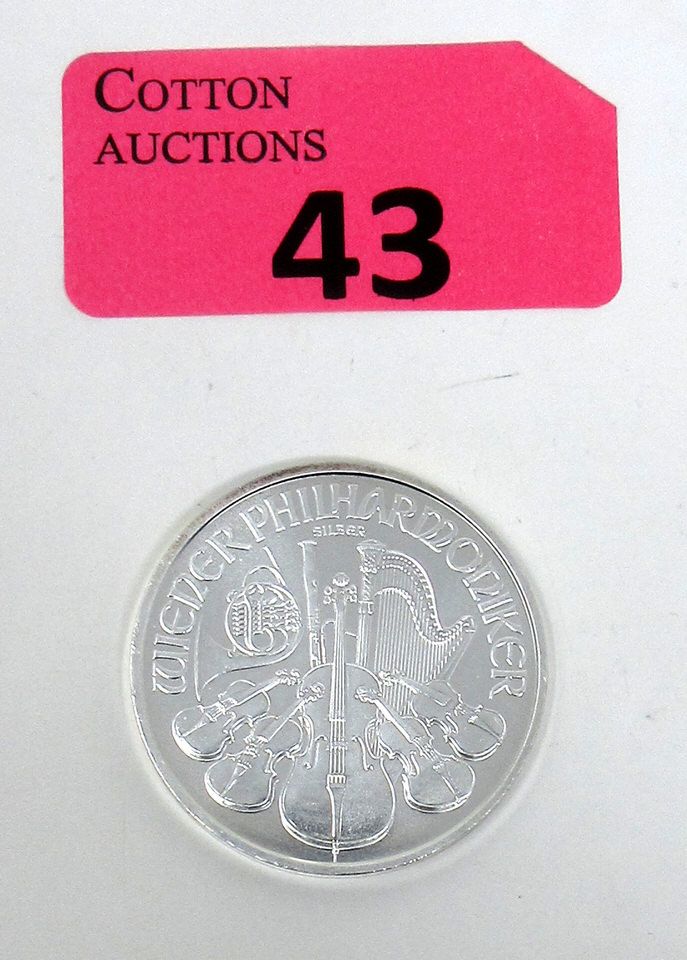 COTTON
AUCTIONS
43
WIENER PHILHARMONIKER
SILBER